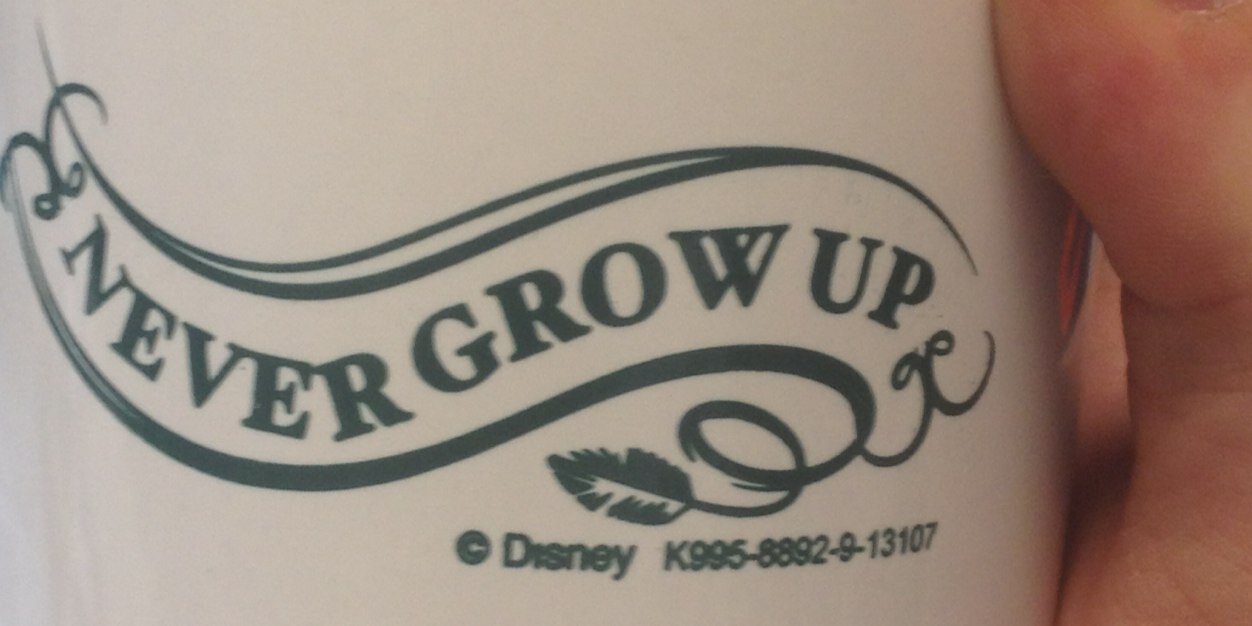 NEVER GROW UP
© Disney K995-8892-9-13107